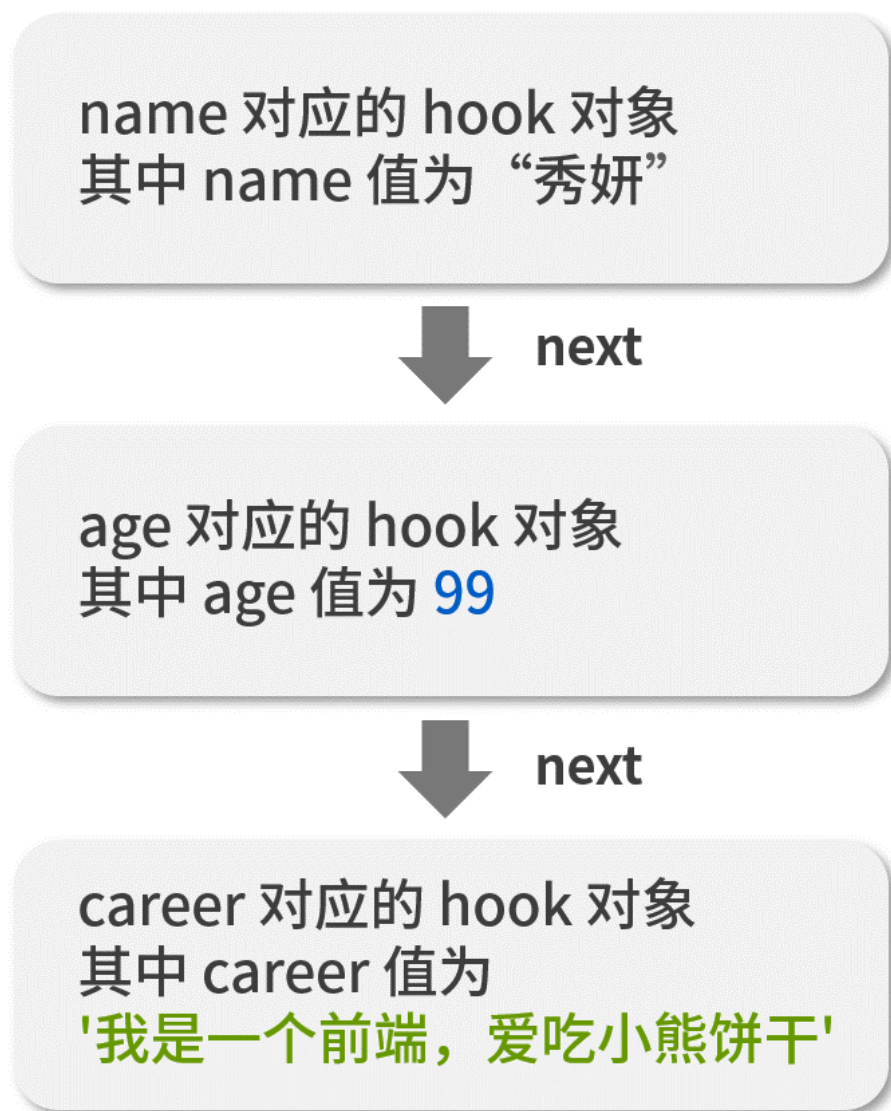 name 对应的 hook 对象
其中 name 值为“秀妍”
next
age 对应的 hook 对象
其中 age 值为 99
next
career 对应的 hook 对象
其中 career 值为
'我是一个前端，爱吃小熊饼干'